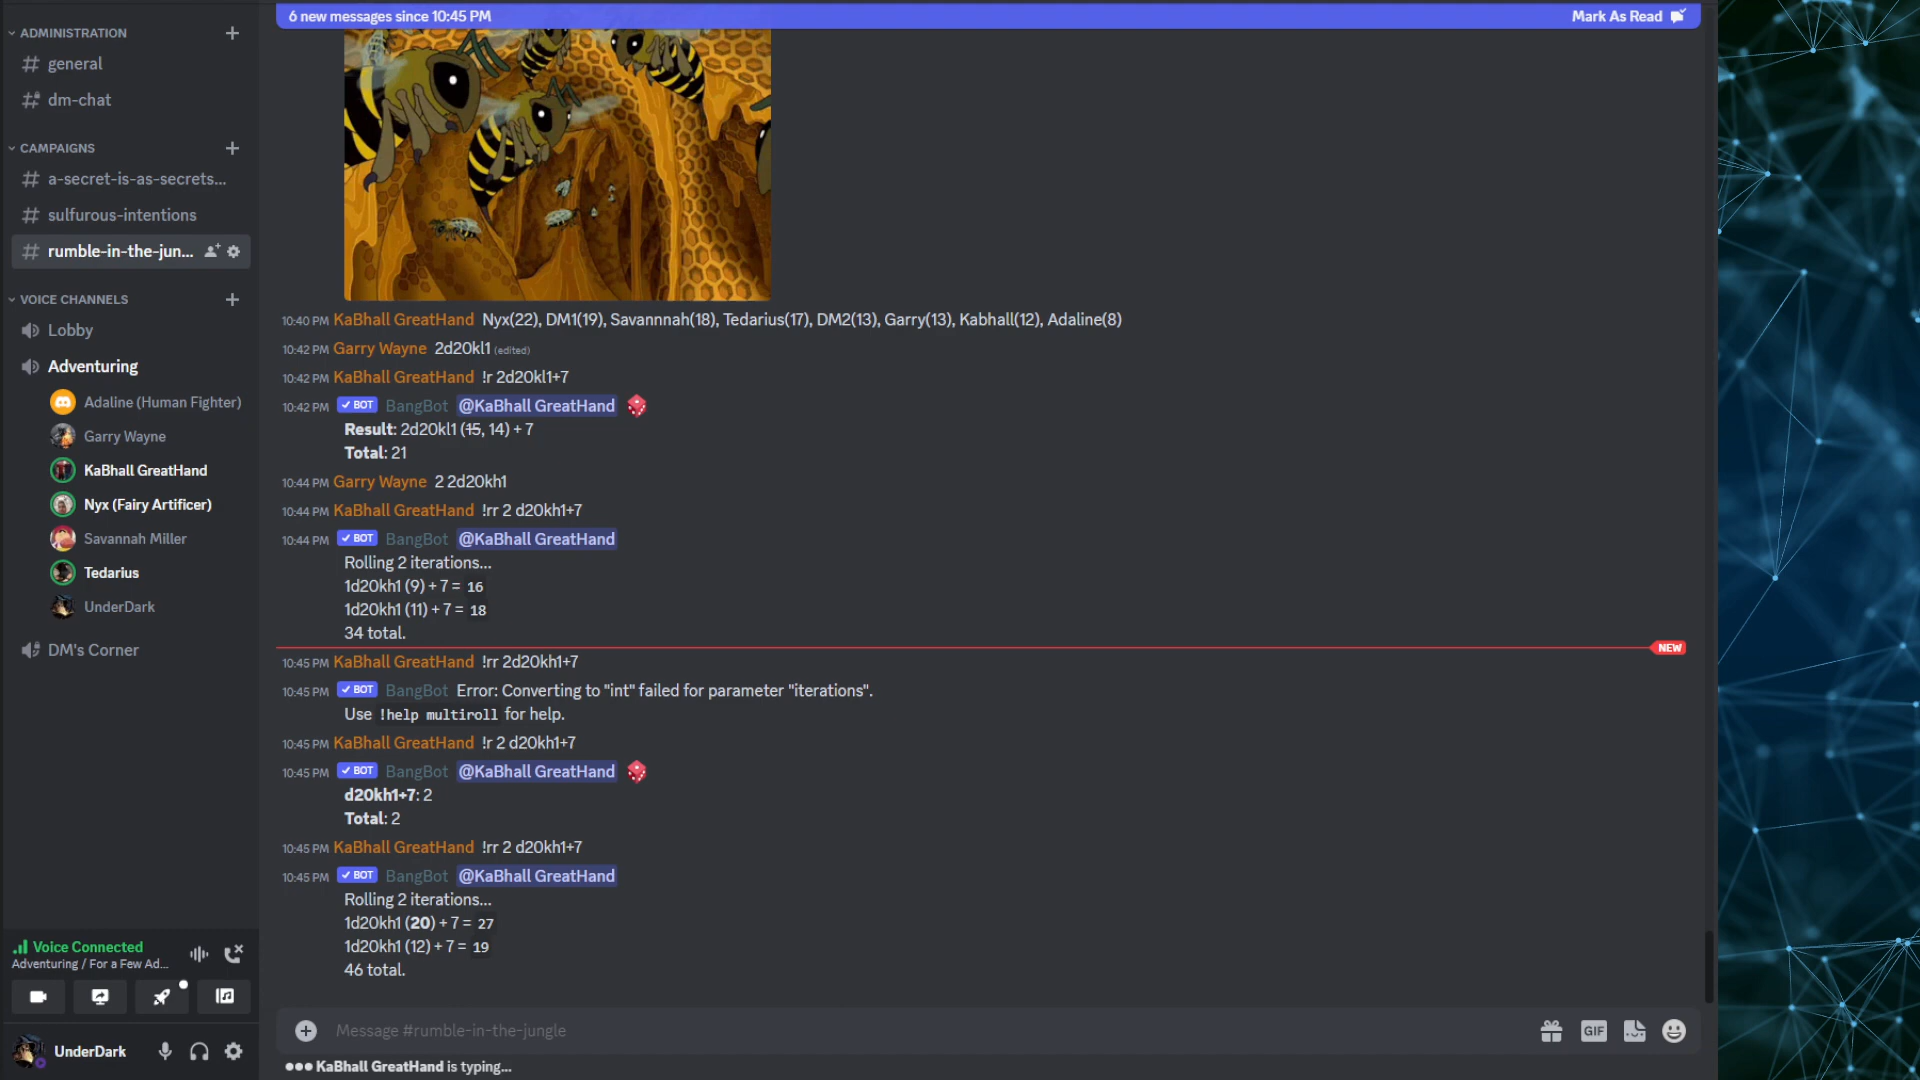 ADMINISTRATION
general
dm-chat
CAMPAIGNS
a-secret-is-as-secrets...
sulfurous-intentions
rumble-in-the-jun...
VOICE CHANNELS
Lobby
Adventuring
Adaline (Human Fighter)
Garry Wayne
KaBhall GreatHand
Nyx (Fairy Artificer)
Savannah Miller
Tedarius
UnderDark
DM's Corner
Voice Connected
Adventuring / For a Few Ad...
UnderDark
6 new messages since 10:45 PM
Mark As Read
10:40 PM KaBhall GreatHand Nyx(22), DM1(19), Savannnah(18), Tedarius(17), DM2(13), Garry(13), Kabhall(12), Adaline(8)
10:42 PM Garry Wayne 2d20kl1 (edited)
10:42 PM KaBhall GreatHand !r 2d20kl1+7
10:42 PM BOT BangBot @KaBhall GreatHand
Result: 2d20kl1 (15, 14) + 7
Total: 21
10:44 PM Garry Wayne 2 2d20kh1
10:44 PM KaBhall GreatHand !rr 2 d20kh1+7
10:44 PM BOT BangBot @KaBhall GreatHand
Rolling 2 iterations...
1d20kh1 (9) + 7 = 16
1d20kh1 (11) + 7 = 18
34 total.
NEW
10:45 PM KaBhall GreatHand !rr 2d20kh1+7
10:45 PM BOT BangBot Error: Converting to "int" failed for parameter "iterations".
Use !help multiroll for help.
10:45 PM KaBhall GreatHand !r 2 d20kh1+7
10:45 PM BOT BangBot @KaBhall GreatHand
d20kh1+7: 2
Total: 2
10:45 PM KaBhall GreatHand !rr 2 d20kh1+7
10:45 PM BOT BangBot @KaBhall GreatHand
Rolling 2 iterations...
1d20kh1 (20) + 7 = 27
1d20kh1 (12) + 7 = 19
46 total.
Message #rumble-in-the-jungle
GIF
KaBhall GreatHand is typing...